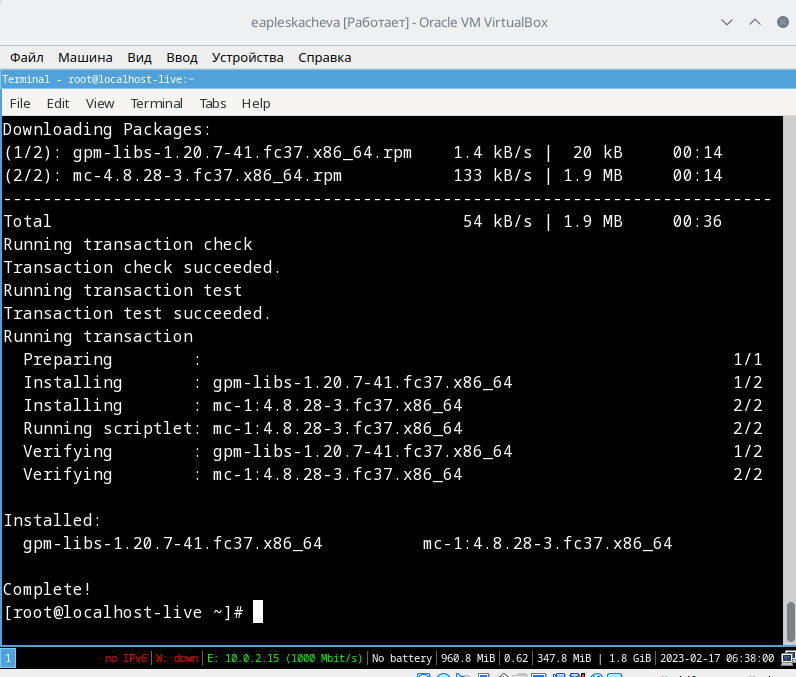 eapleskacheva [Работает] - Oracle VM VirtualBox
Файл Машина Вид Ввод Устройства Справка
Terminal - root@localhost-live:~
File Edit View Terminal Tabs Help
Downloading Packages:
(1/2): gpm-libs-1.20.7-41.fc37.x86_64.rpm 1.4 kB/s | 20 kB 00:14
(2/2): mc-4.8.28-3.fc37.x86_64.rpm 133 kB/s | 1.9 MB 00:14
--------------------------------------------------------------------------------
Total 54 kB/s | 1.9 MB 00:36
Running transaction check
Transaction check succeeded.
Running transaction test
Transaction test succeeded.
Running transaction
Preparing : 1/1
Installing : gpm-libs-1.20.7-41.fc37.x86_64 1/2
Installing : mc-1:4.8.28-3.fc37.x86_64 2/2
Running scriptlet: mc-1:4.8.28-3.fc37.x86_64 2/2
Verifying : gpm-libs-1.20.7-41.fc37.x86_64 1/2
Verifying : mc-1:4.8.28-3.fc37.x86_64 2/2
Installed:
gpm-libs-1.20.7-41.fc37.x86_64 mc-1:4.8.28-3.fc37.x86_64
Complete!
[root@localhost-live ~]#
1 no IPv6 | W: down | E: 10.0.2.15 (1000 Mbit/s) | No battery | 960.8 MiB | 0.62 | 347.8 MiB | 1.8 GiB | 2023-02-17 06:38:00